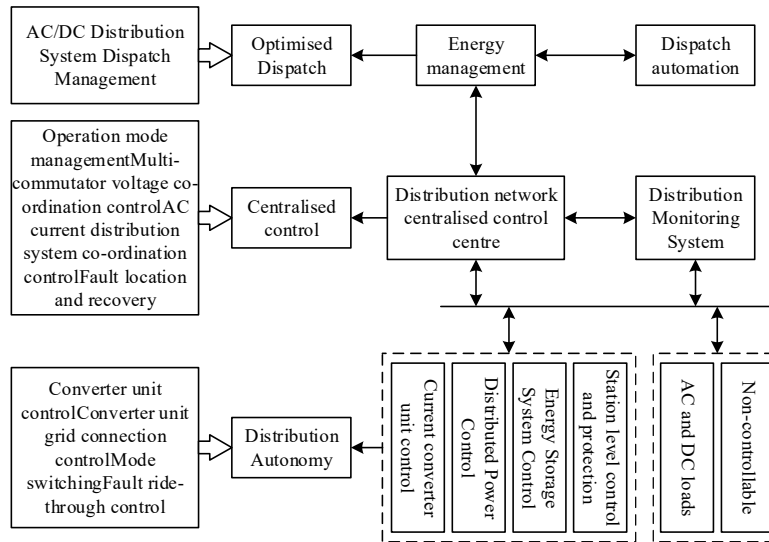 AC/DC Distribution
System Dispatch
Management
Optimised
Dispatch
Energy
management
Dispatch
automation
Operation mode
managementMulti-
commutator voltage co-
ordination controlAC
current distribution
system co-ordination
controlFault location
and recovery
Centralised
control
Distribution network
centralised control
centre
Distribution
Monitoring
System
Converter unit
controlConverter unit
grid connection
controlMode
switchingFault ride-
through control
Distribution
Autonomy
Current converter
unit control
Distributed Power
Control
Energy Storage
System Control
Station level control
and protection
AC and DC loads
Non-controllable